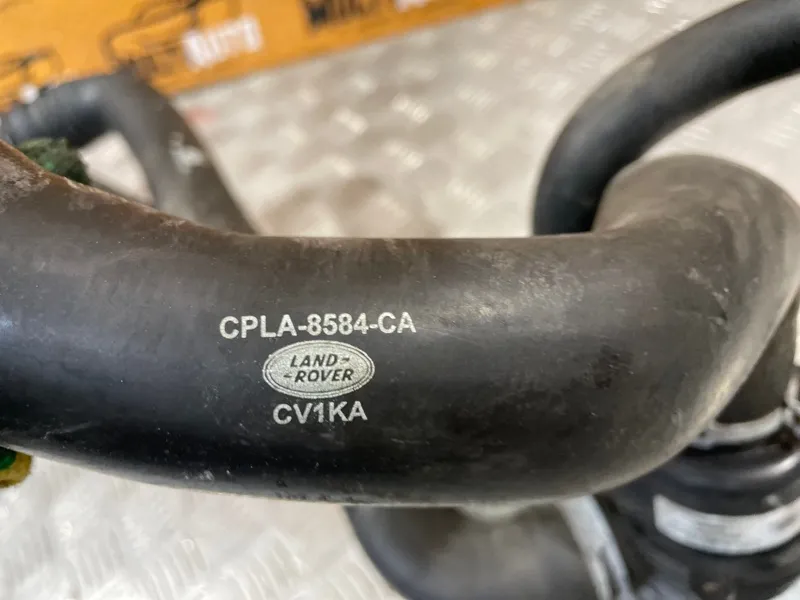 CPLA-8584-CA
LAND-
-ROVER
CV1KA